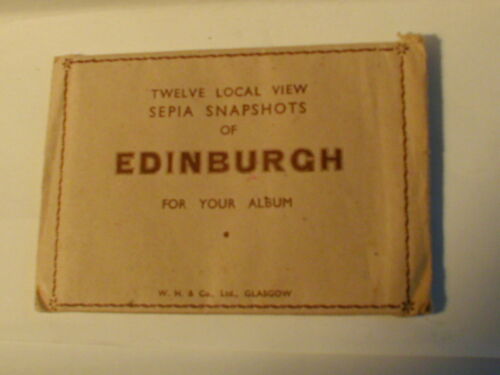 TWELVE LOCAL VIEW
SEPIA SNAPSHOTS
OF
EDINBURGH
FOR YOUR ALBUM
W. H. & Co., Ltd., GLASGOW